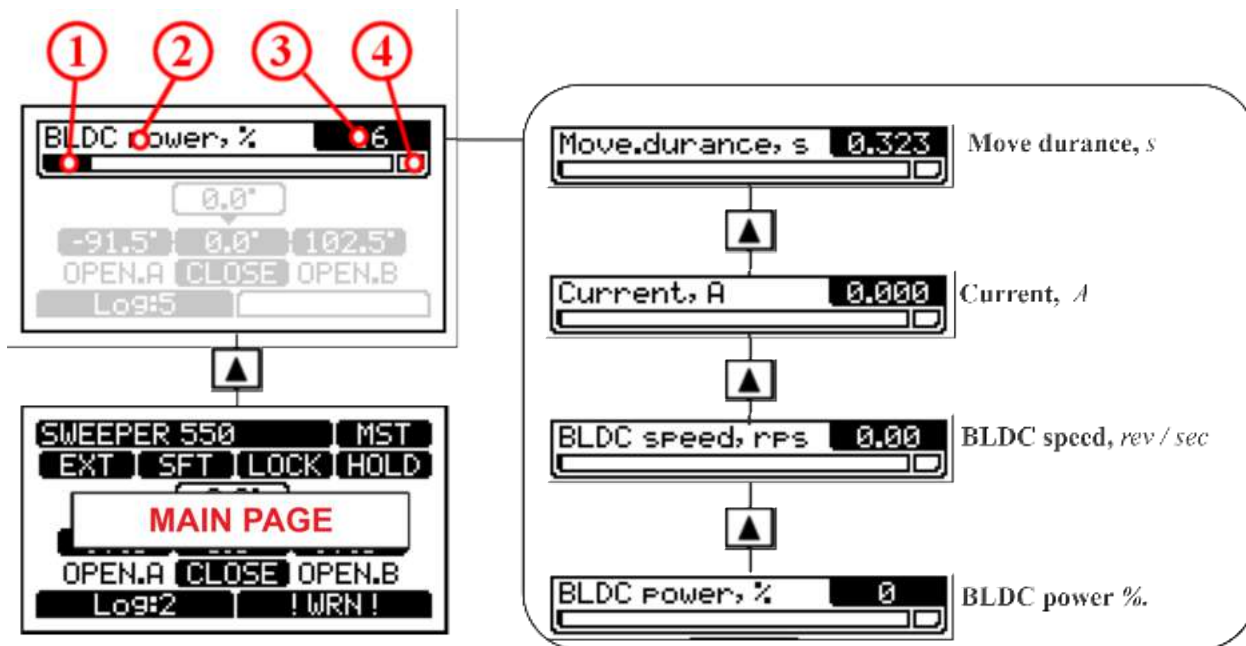 1 2 3 4
BLDC power, % 6
0.0°
-91.5° 0.0° 102.5°
OPEN.A CLOSE OPEN.B
Log:5
SWEEPER 550 MST
EXT SFT LOCK HOLD
MAIN PAGE
OPEN.A CLOSE OPEN.B
Log:2 !WRN!
Move.durance, s 0.323 Move durance, s
Current, A 0.000 Current, A
BLDC speed, rps 0.00 BLDC speed, rev / sec
BLDC power, % 0 BLDC power %.